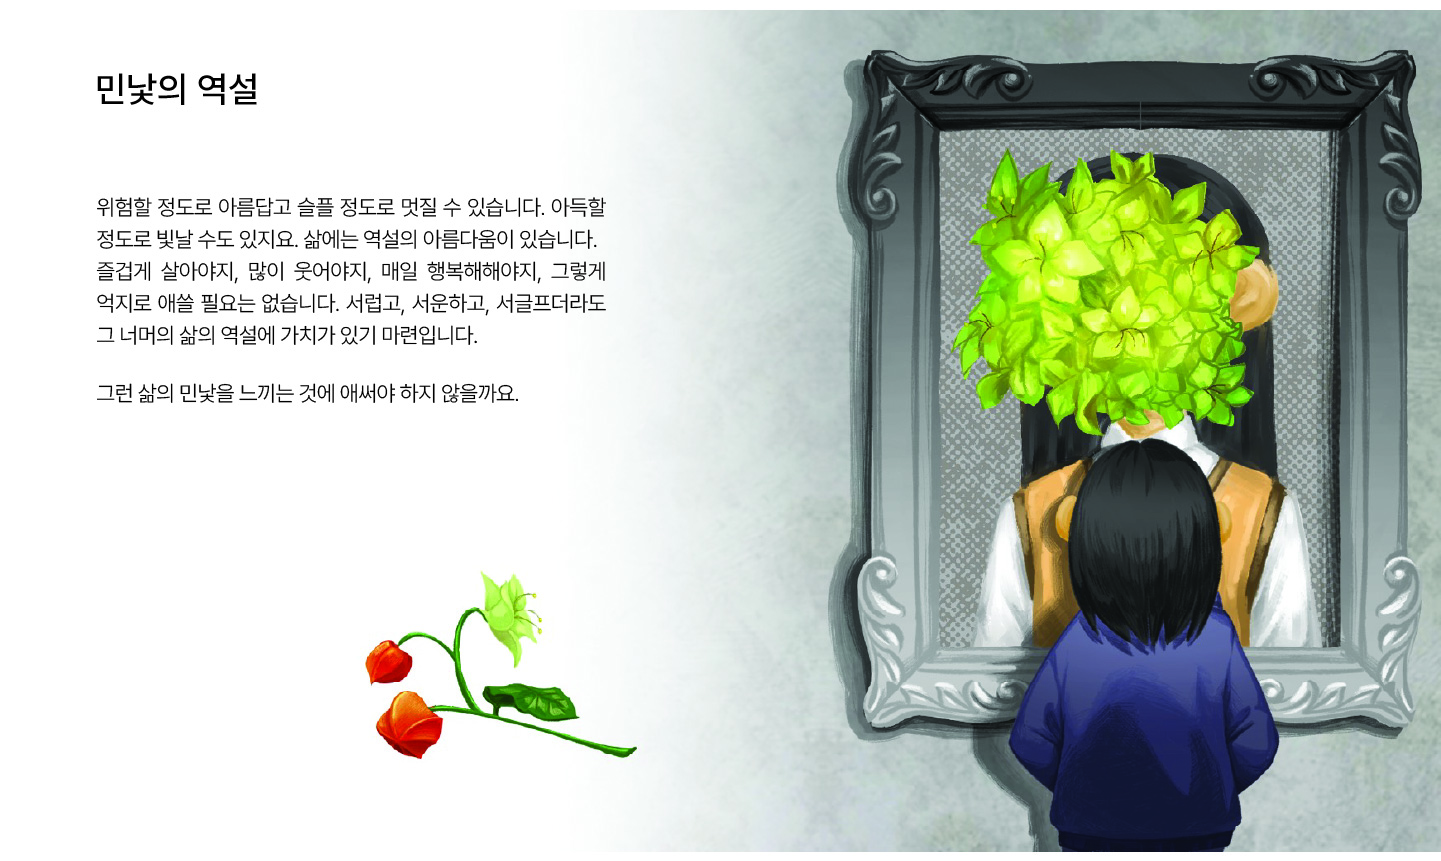 민낯의 역설
위험할 정도로 아름답고 슬플 정도로 멋질 수 있습니다. 아득할
정도로 빛날 수도 있지요. 삶에는 역설의 아름다움이 있습니다.
즐겁게 살아야지, 많이 웃어야지, 매일 행복해해야지, 그렇게
억지로 애쓸 필요는 없습니다. 서럽고, 서운하고, 서글프더라도
그 너머의 삶의 역설에 가치가 있기 마련입니다.
그런 삶의 민낯을 느끼는 것에 애써야 하지 않을까요.